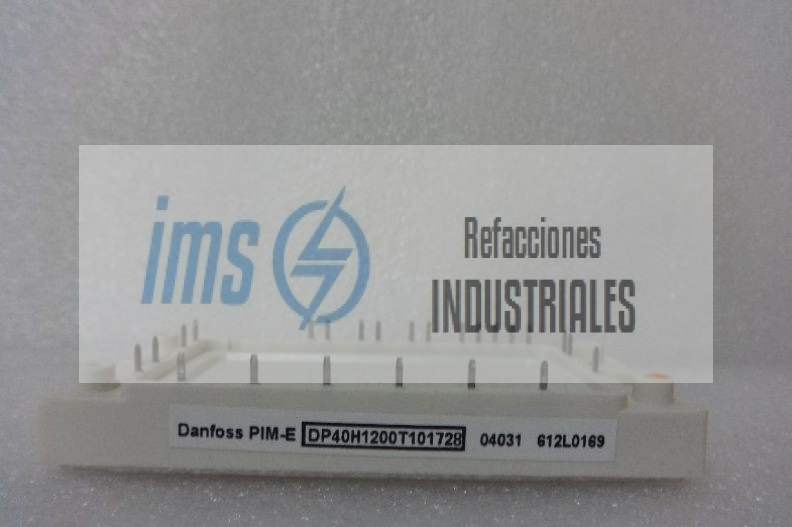 ims
Refacciones
INDUSTRIALES
Danfoss PIM-E DP40H1200T101728 04031 612L0169